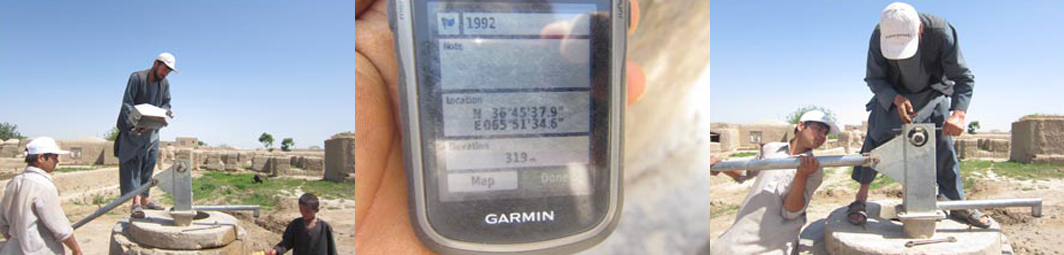 1992
Note
Location
N 36°45'37.9"
E065°51'34.6"
Elevation
319 m
Map
Done
GARMIN